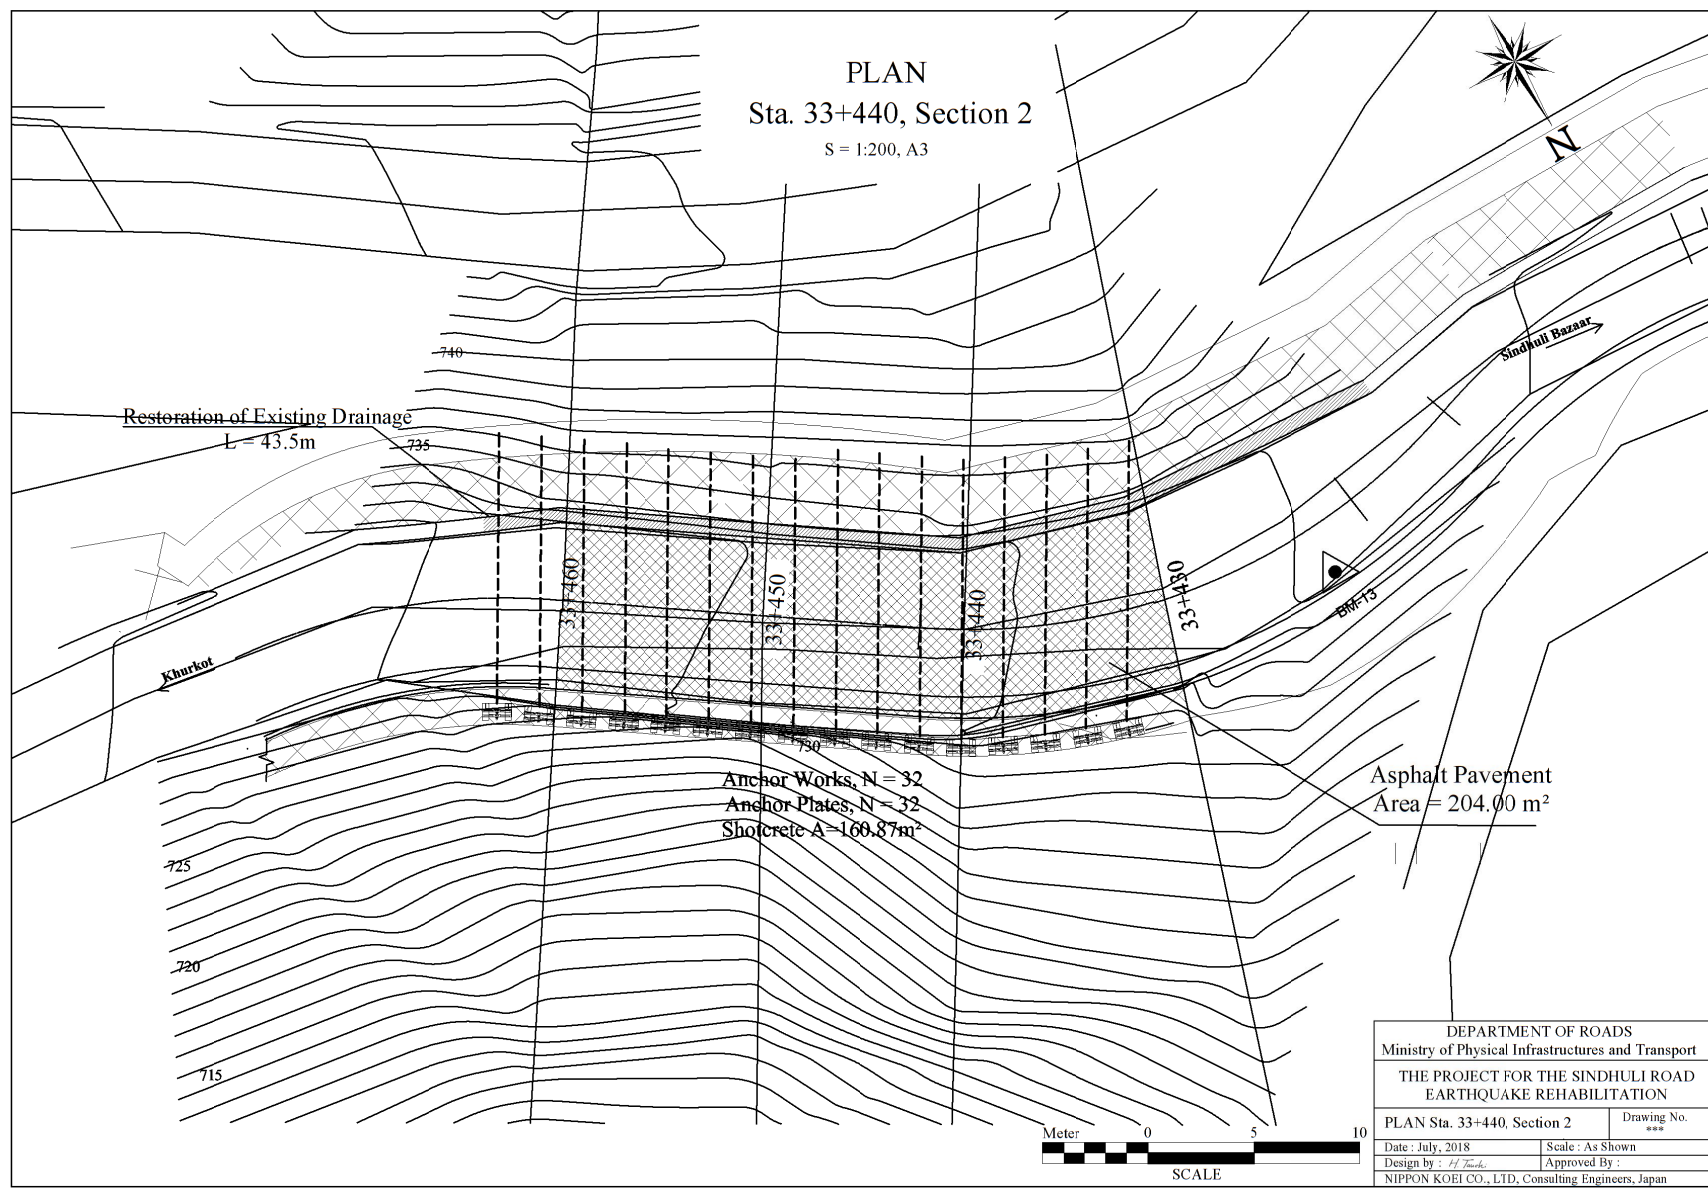 PLAN
Sta. 33+440, Section 2
S = 1:200, A3
N
Sindhuli Bazaar
740
Restoration of Existing Drainage
L = 43.5m
735
33+460
33+450
33+440
33+430
BM-13
Khurkot
730
Anchor Works, N = 32
Anchor Plates, N = 32
Shotcrete A=160.87m²
Asphalt Pavement
Area = 204.00 m²
725
720
715
Meter 0 5 10
SCALE
DEPARTMENT OF ROADS
Ministry of Physical Infrastructures and Transport
THE PROJECT FOR THE SINDHULI ROAD
EARTHQUAKE REHABILITATION
PLAN Sta. 33+440, Section 2
Drawing No.
***
Date : July, 2018
Scale : As Shown
Design by :
Approved By :
NIPPON KOEI CO., LTD, Consulting Engineers, Japan